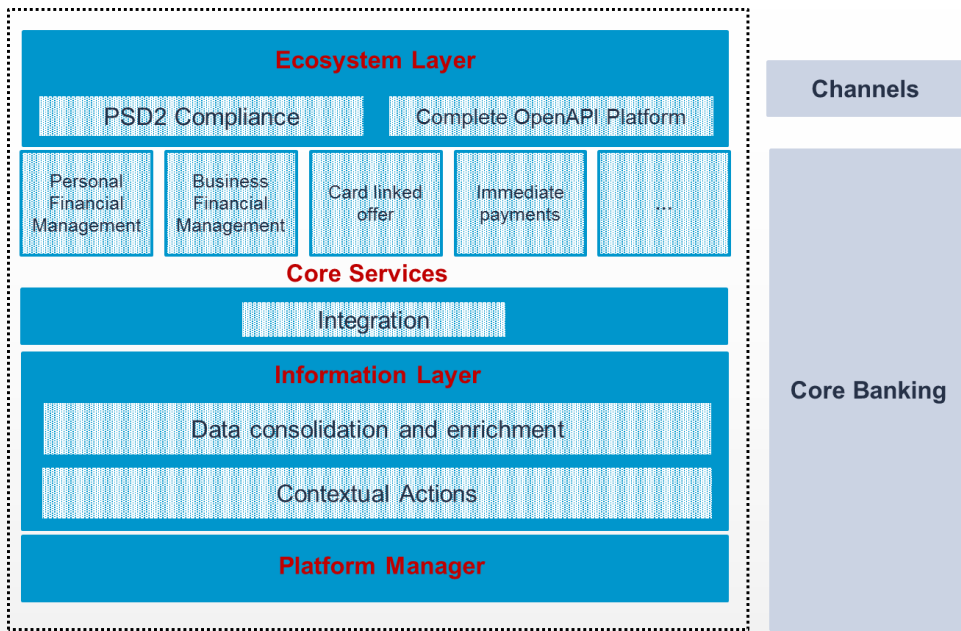 Ecosystem Layer
PSD2 Compliance
Complete OpenAPI Platform
Personal
Financial
Management
Business
Financial
Management
Card linked
offer
Immediate
payments
...
Core Services
Integration
Information Layer
Data consolidation and enrichment
Contextual Actions
Platform Manager
Channels
Core Banking